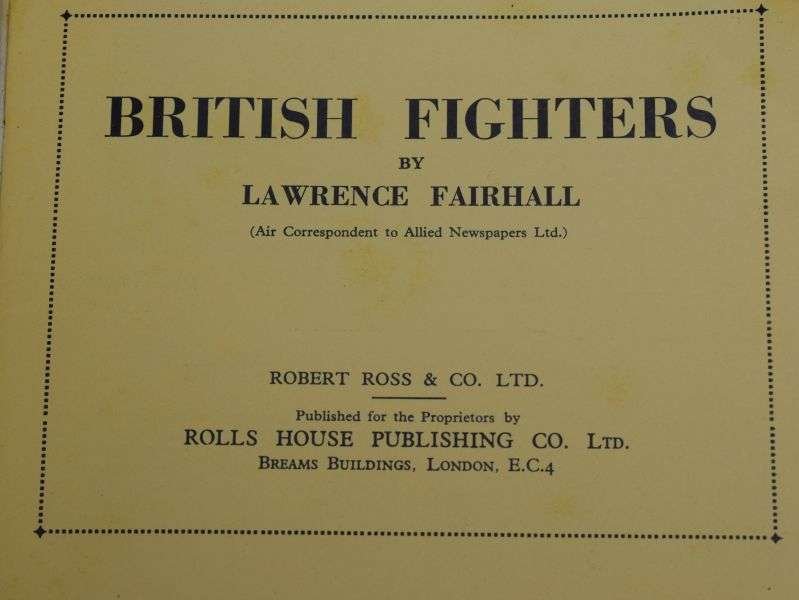 BRITISH FIGHTERS
BY
LAWRENCE FAIRHALL
(Air Correspondent to Allied Newspapers Ltd.)
ROBERT ROSS & CO. LTD.
Published for the Proprietors by
ROLLS HOUSE PUBLISHING CO. LTD.
BREAMS BUILDINGS, LONDON, E.C.4